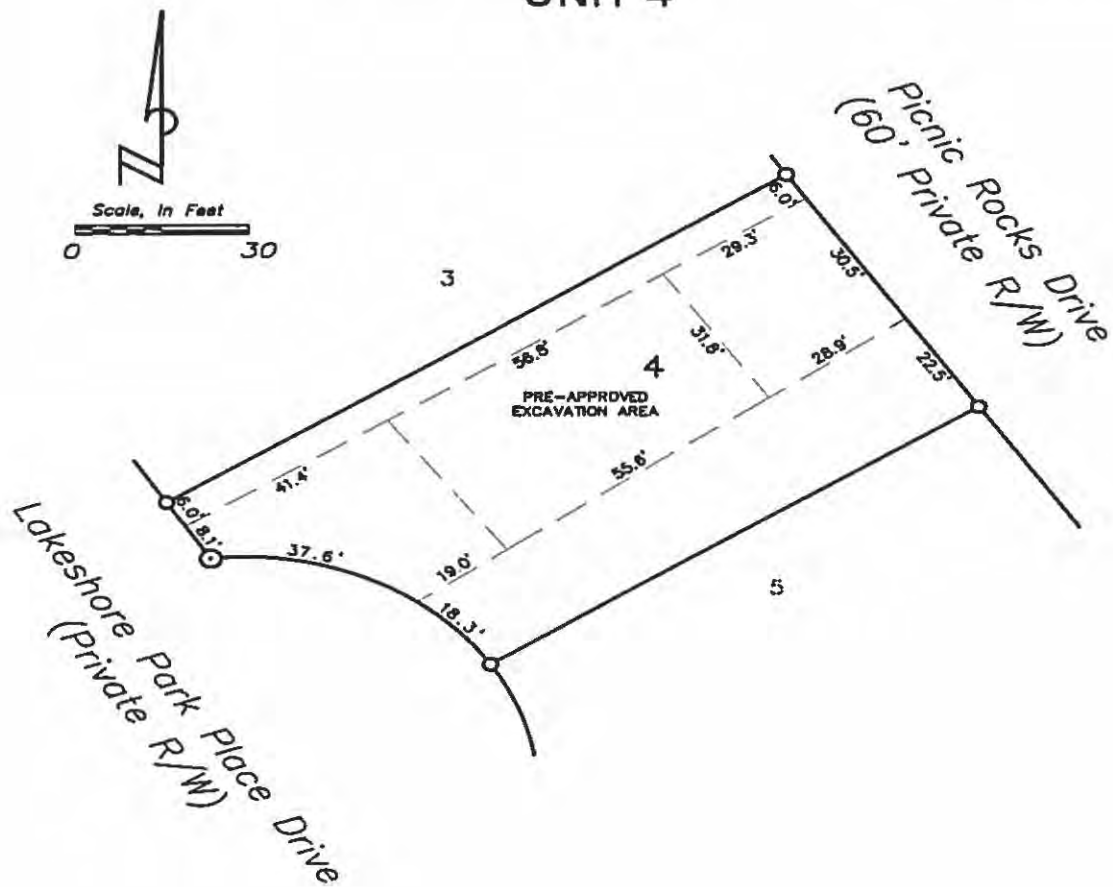 UNIT 4
N
Scale, In Feet
0 30
Picnic Rocks Drive
(60' Private R/W)
3
6.0'
29.3'
30.5'
56.8'
31.8'
28.9'
22.5'
4
PRE-APPROVED
EXCAVATION AREA
41.4'
55.6'
6.0'
8.1'
37.6'
19.0'
18.3'
5
Lakeshore Park Place Drive
(Private R/W)